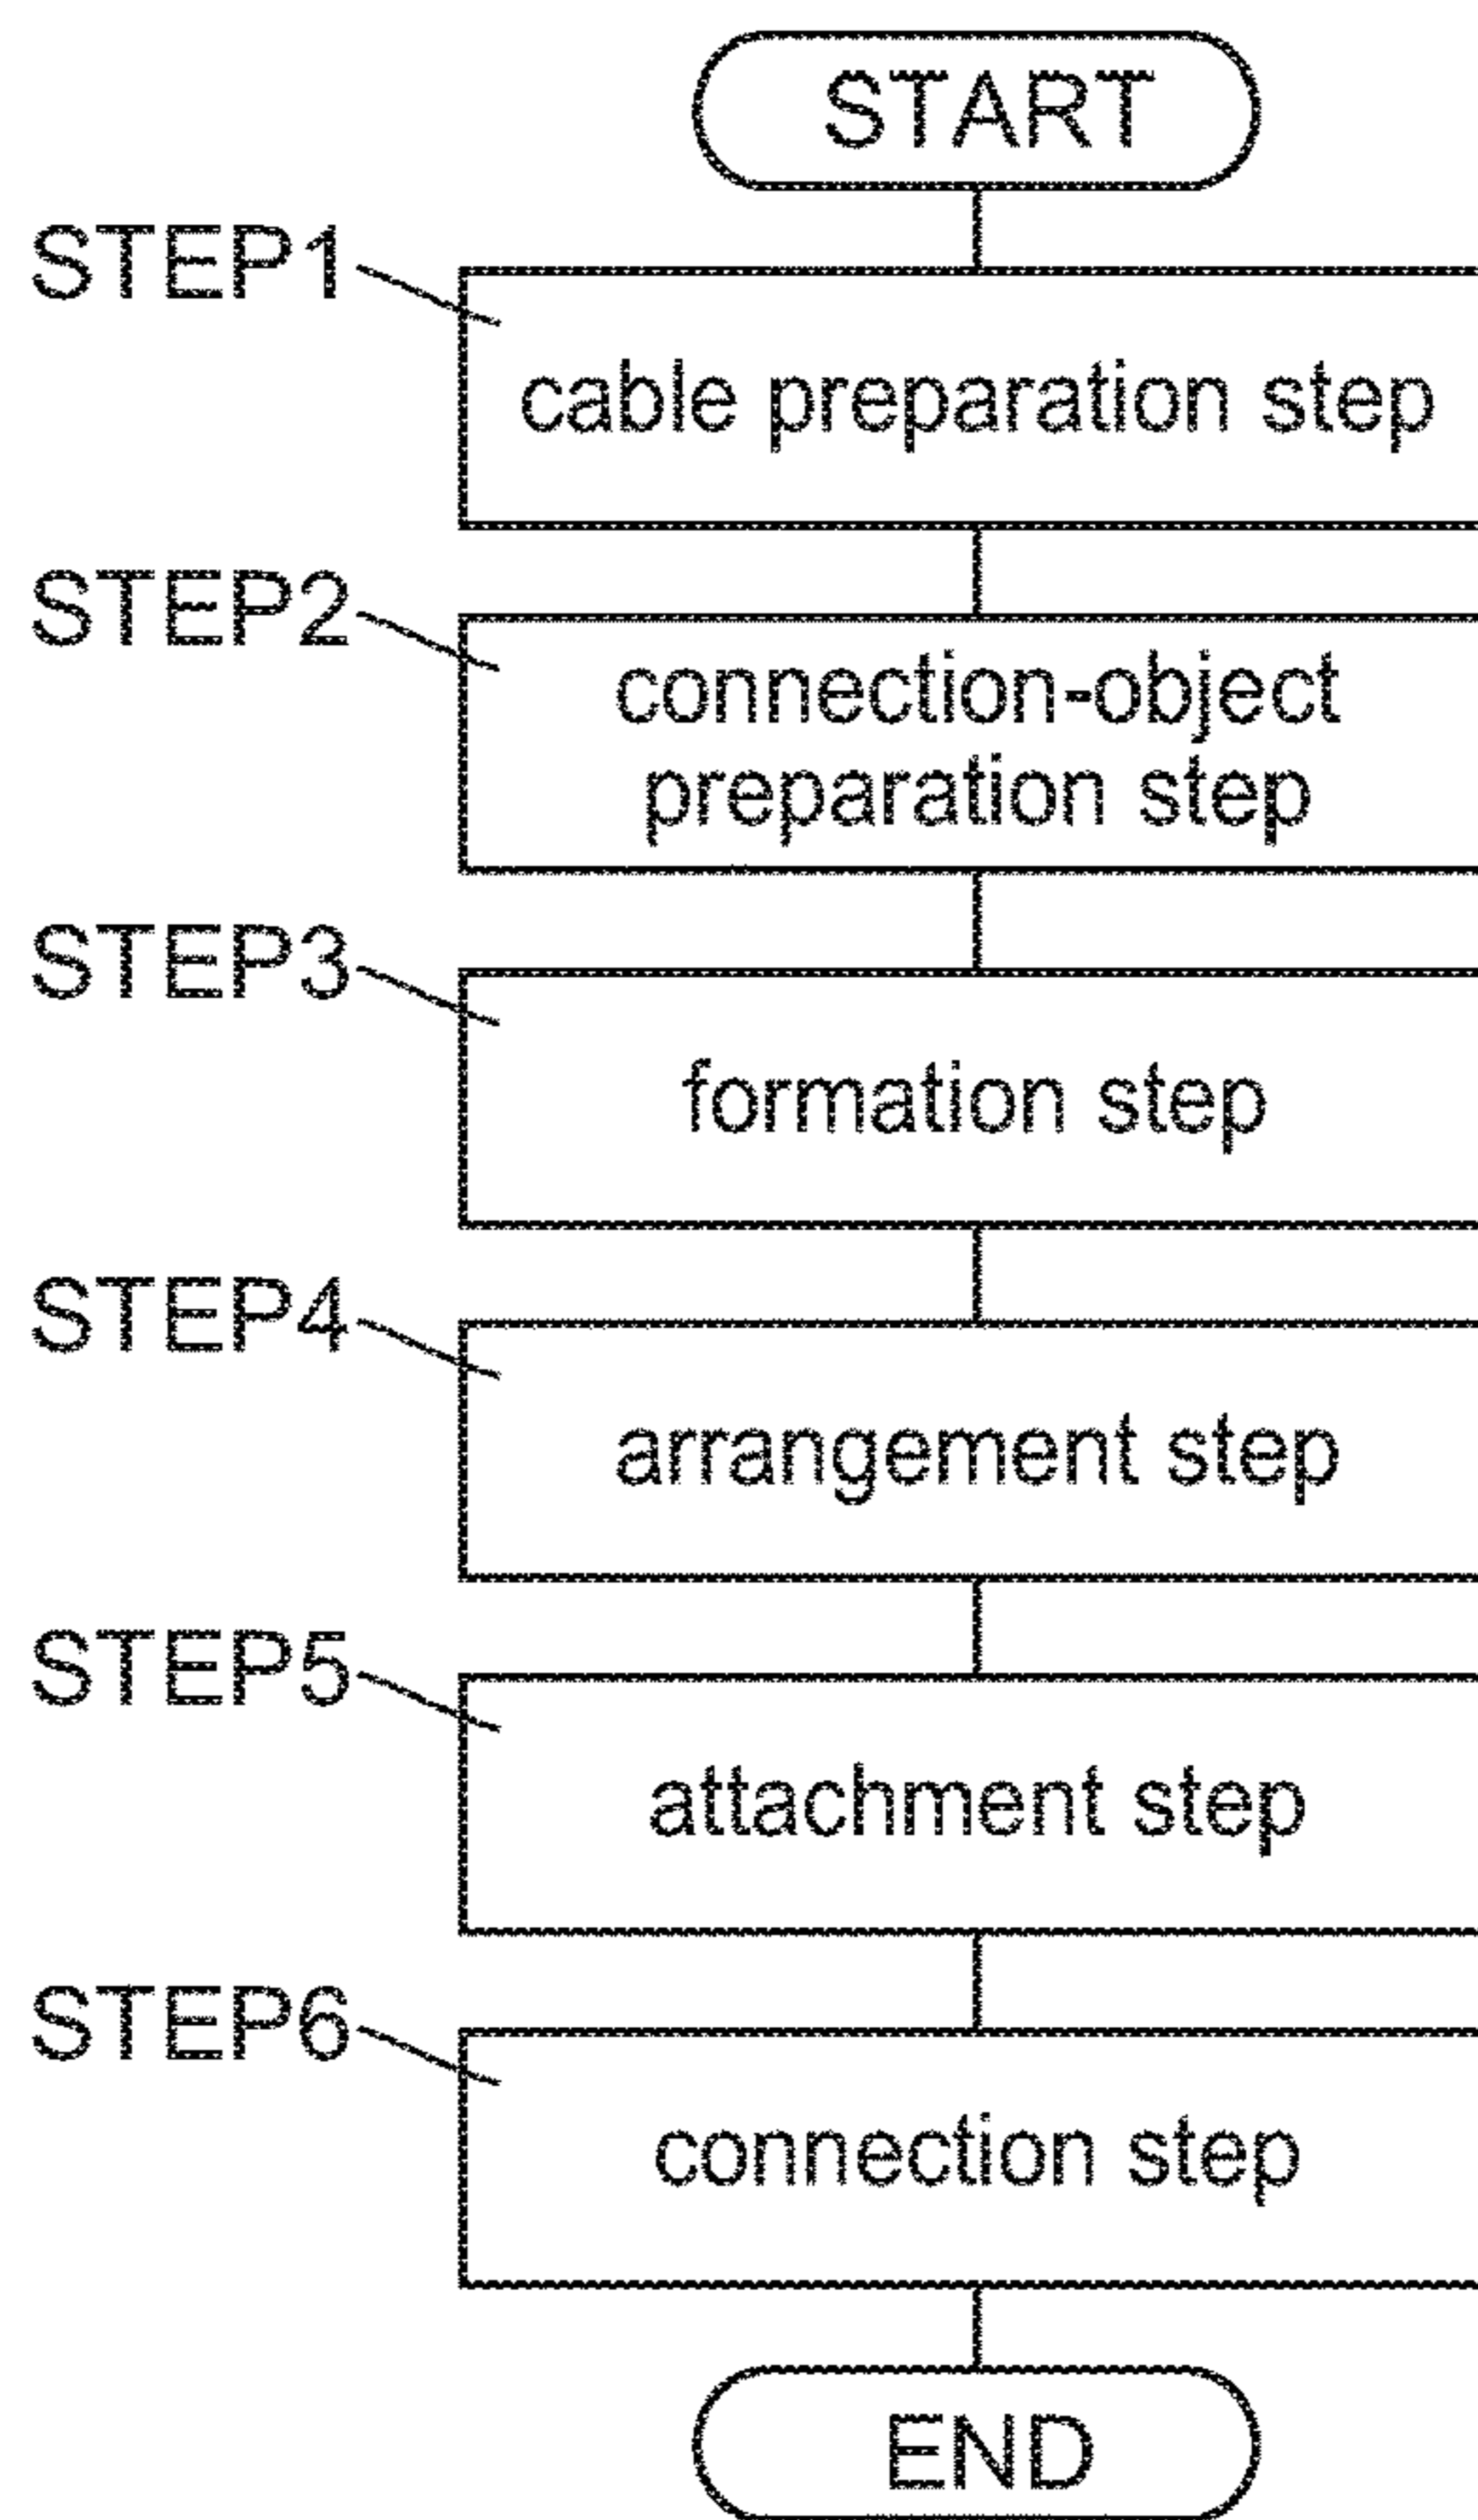 START
STEP1
cable preparation step
STEP2
connection-object
preparation step
STEP3
formation step
STEP4
arrangement step
STEP5
attachment step
STEP6
connection step
END